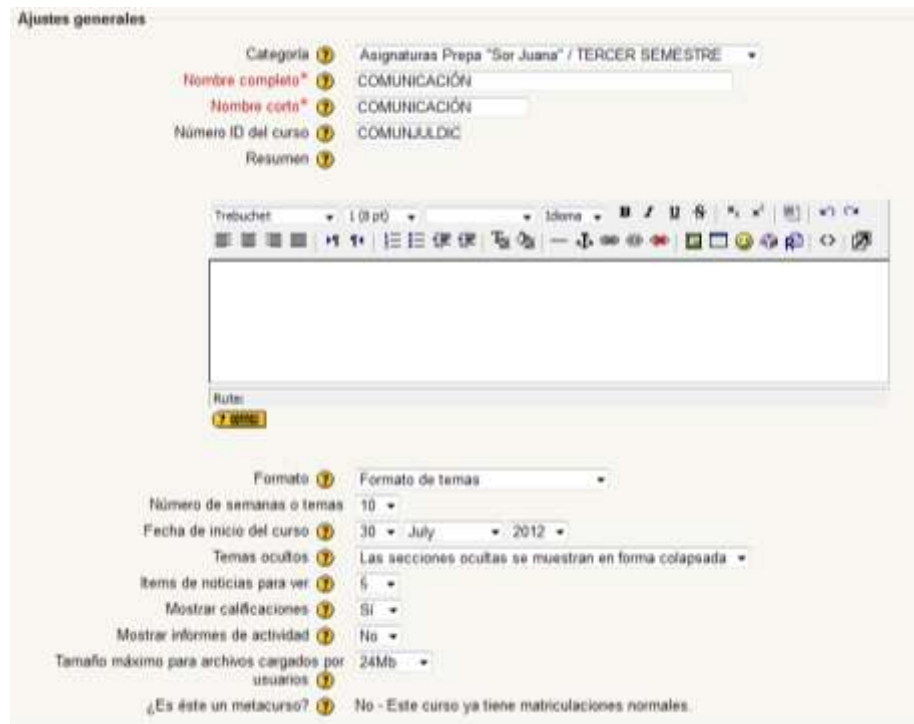 Ajustes generales
Categoría Asignaturas Prepa "Sor Juana" / TERCER SEMESTRE
Nombre completo* COMUNICACIÓN
Nombre corto* COMUNICACIÓN
Número ID del curso COMUNJULDIC
Resumen
Trebuchet 1 (8 pt) Idioma B I U S
Ruta:
Formato Formato de temas
Número de semanas o temas 10
Fecha de inicio del curso 30 July 2012
Temas ocultos Las secciones ocultas se muestran en forma colapsada
Items de noticias para ver 5
Mostrar calificaciones Sí
Mostrar informes de actividad No
Tamaño máximo para archivos cargados por 24Mb
usuarios
¿Es éste un metacurso? No - Este curso ya tiene matriculaciones normales.